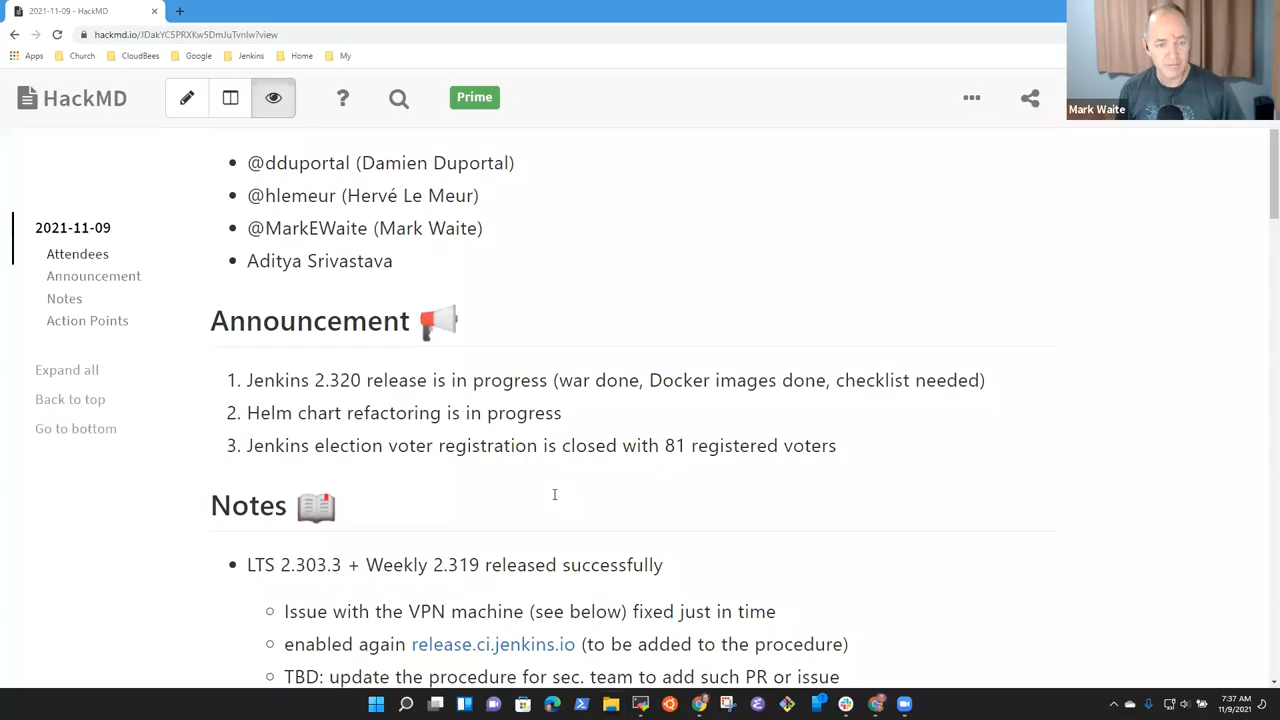 2021-11-09 - HackMD
hackmd.io/JDakYC5PRXKw5DmJuTvnlw?view
Apps Church CloudBees Google Jenkins Home My
HackMD
Prime
Mark Waite
@dduportal (Damien Duportal)
@hlemeur (Hervé Le Meur)
@MarkEWaite (Mark Waite)
Aditya Srivastava
2021-11-09
Attendees
Announcement
Notes
Action Points
Expand all
Back to top
Go to bottom
Announcement
1. Jenkins 2.320 release is in progress (war done, Docker images done, checklist needed)
2. Helm chart refactoring is in progress
3. Jenkins election voter registration is closed with 81 registered voters
Notes
LTS 2.303.3 + Weekly 2.319 released successfully
Issue with the VPN machine (see below) fixed just in time
enabled again release.ci.jenkins.io (to be added to the procedure)
TBD: update the procedure for sec. team to add such PR or issue
7:37 AM
11/9/2021